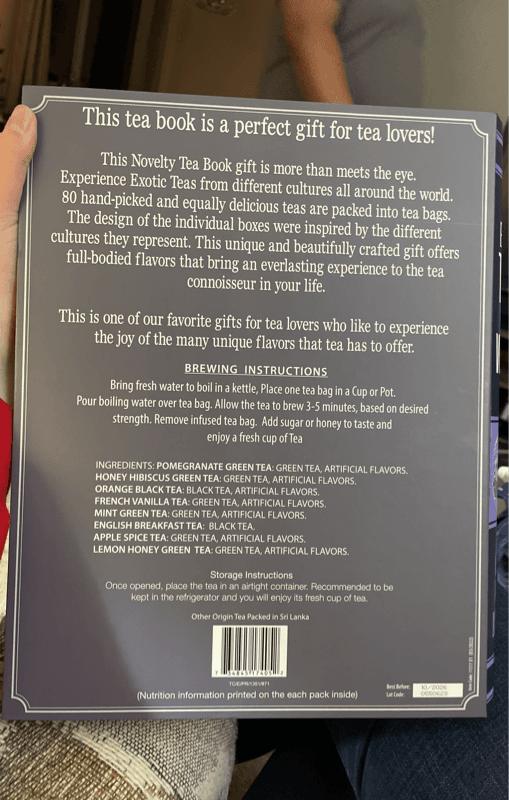 This tea book is a perfect gift for tea lovers!
This Novelty Tea Book gift is more than meets the eye.
Experience Exotic Teas from different cultures all around the world.
80 hand-picked and equally delicious teas are packed into tea bags.
The design of the individual boxes were inspired by the different
cultures they represent. This unique and beautifully crafted gift offers
full-bodied flavors that bring an everlasting experience to the tea
connoisseur in your life.
This is one of our favorite gifts for tea lovers who like to experience
the joy of the many unique flavors that tea has to offer.
BREWING INSTRUCTIONS
Bring fresh water to boil in a kettle, Place one tea bag in a Cup or Pot.
Pour boiling water over tea bag. Allow the tea to brew 3-5 minutes, based on desired
strength. Remove infused tea bag. Add sugar or honey to taste and
enjoy a fresh cup of Tea
INGREDIENTS: POMEGRANATE GREEN TEA: GREEN TEA, ARTIFICIAL FLAVORS.
HONEY HIBISCUS GREEN TEA: GREEN TEA, ARTIFICIAL FLAVORS.
ORANGE BLACK TEA: BLACK TEA, ARTIFICIAL FLAVORS.
FRENCH VANILLA TEA: GREEN TEA, ARTIFICIAL FLAVORS.
MINT GREEN TEA: GREEN TEA, ARTIFICIAL FLAVORS.
ENGLISH BREAKFAST TEA: BLACK TEA.
APPLE SPICE TEA: GREEN TEA, ARTIFICIAL FLAVORS.
LEMON HONEY GREEN TEA: GREEN TEA, ARTIFICIAL FLAVORS.
Storage Instructions
Once opened, place the tea in an airtight container. Recommended to be
kept in the refrigerator and you will enjoy its fresh cup of tea.
Other Origin Tea Packed in Sri Lanka
(Nutrition information printed on the each pack inside)
Best Before: 10/2026
Lot Code: